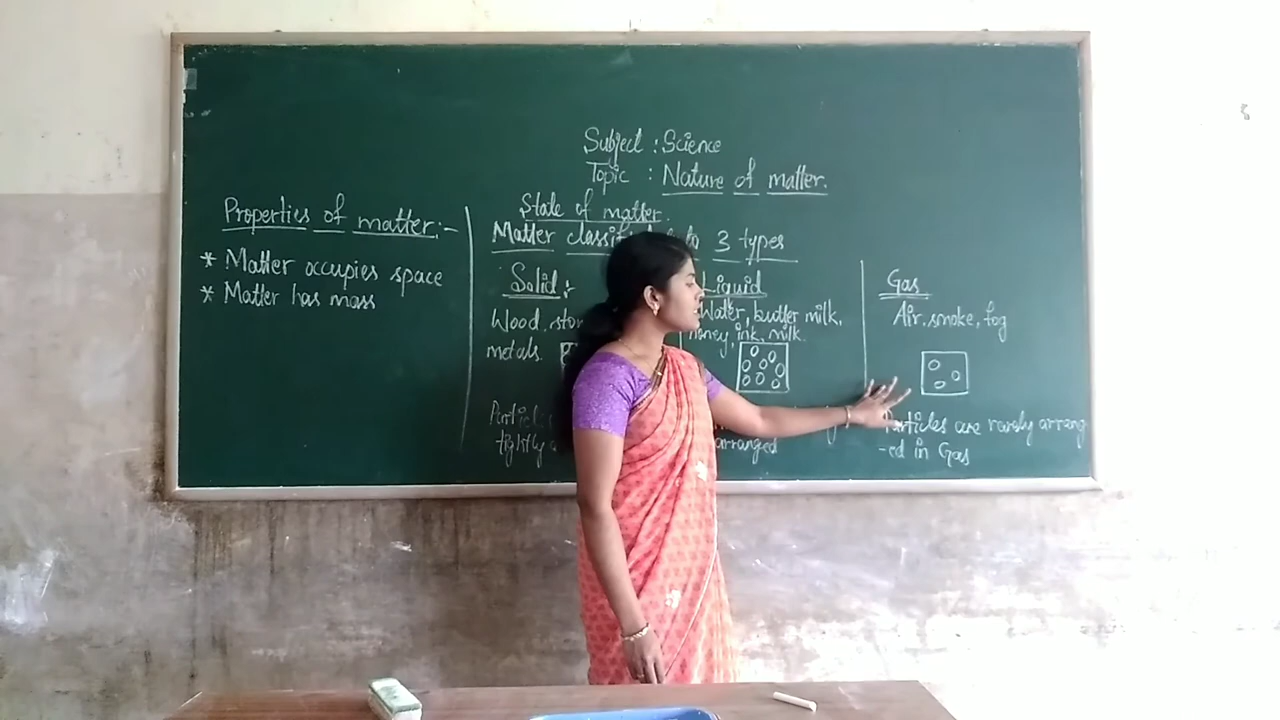 Subject : Science
Topic : Nature of matter.
Properties of matter:-
* Matter occupies space
* Matter has mass
State of matter.
Matter to 3 types
Solid :
Wood,
metals.
Liquid
Water, butter milk,
honey, ink, milk.
arranged
Gas
Air, smoke, fog
Particles are rarely arrang
-ed in Gas